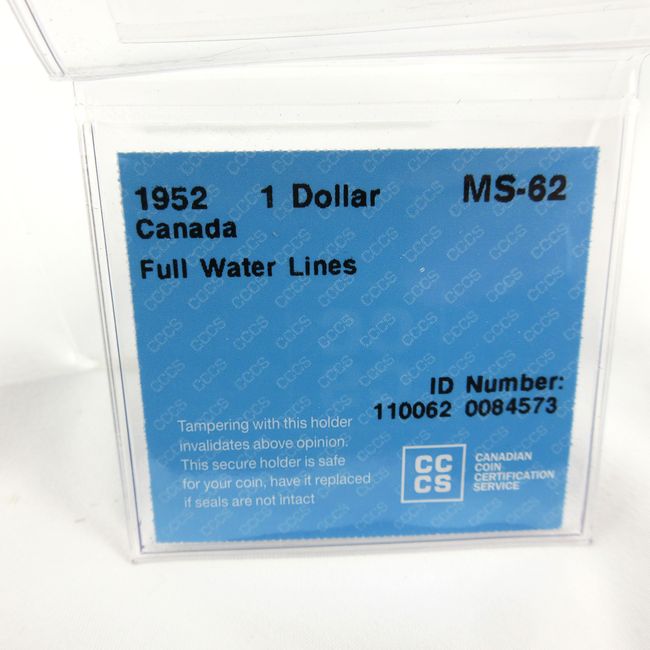 1952 1 Dollar MS-62
Canada
Full Water Lines
ID Number:
110062 0084573
Tampering with this holder
invalidates above opinion.
This secure holder is safe
for your coin, have it replaced
if seals are not intact
CC
CS
CANADIAN
COIN
CERTIFICATION
SERVICE